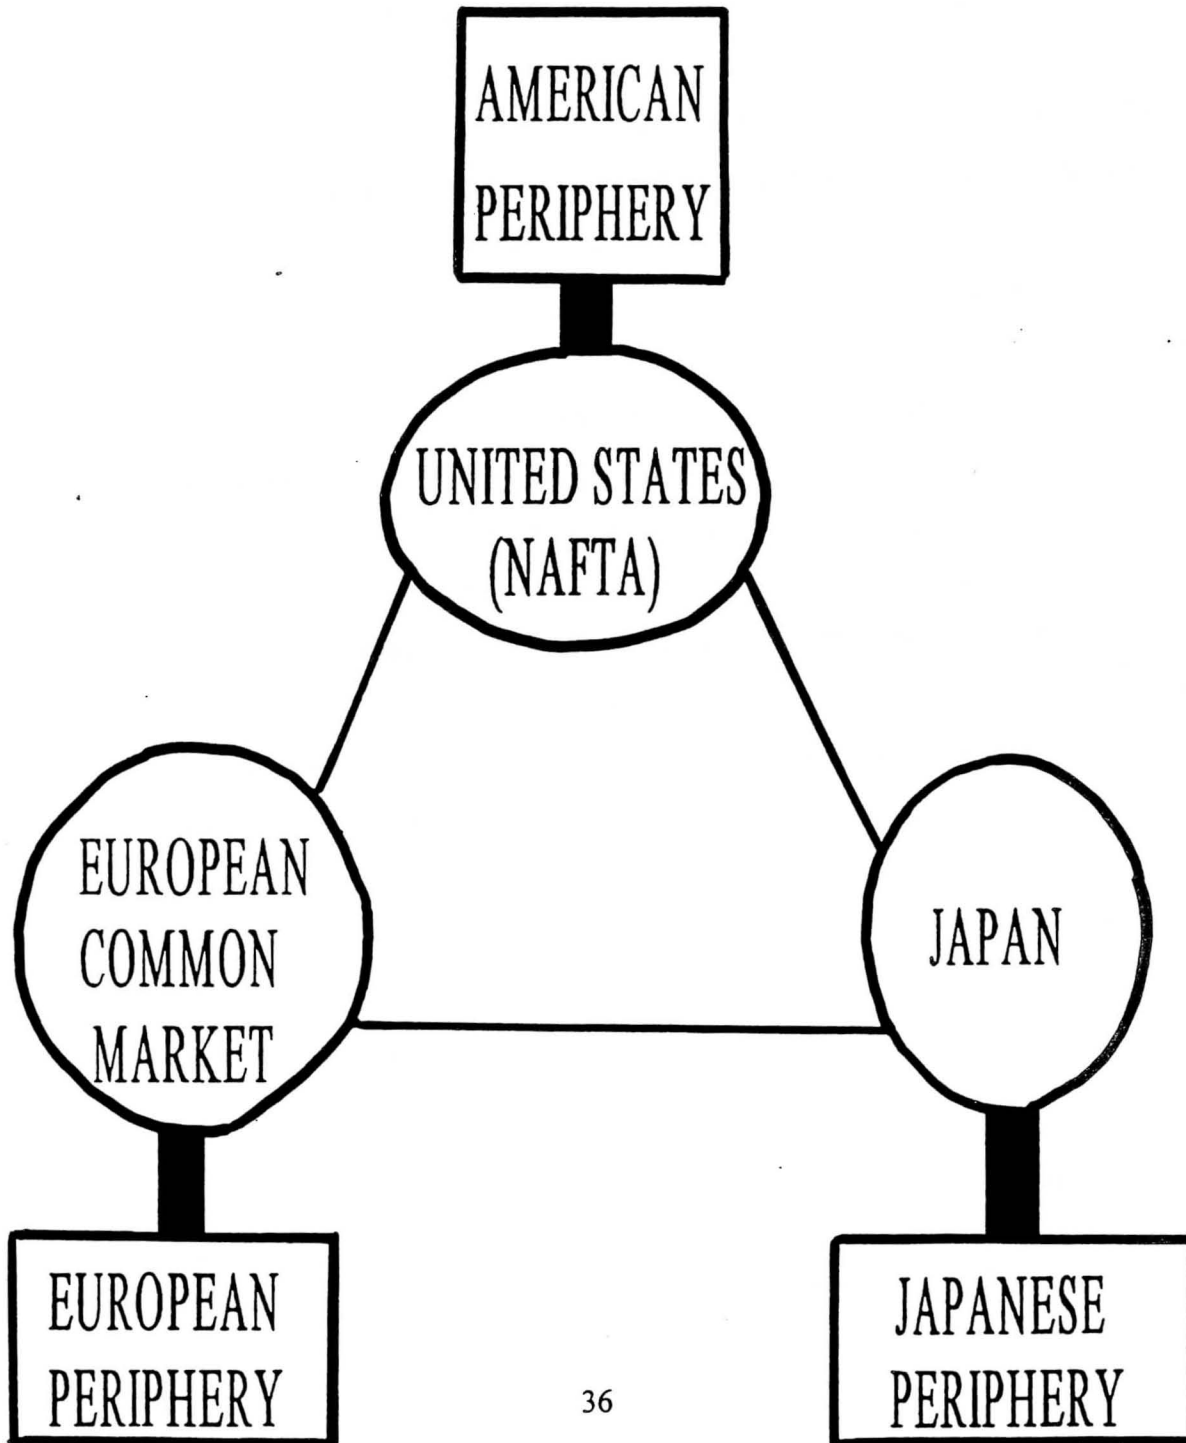 AMERICAN
PERIPHERY
UNITED STATES
(NAFTA)
EUROPEAN
COMMON
MARKET
JAPAN
EUROPEAN
PERIPHERY
JAPANESE
PERIPHERY
36